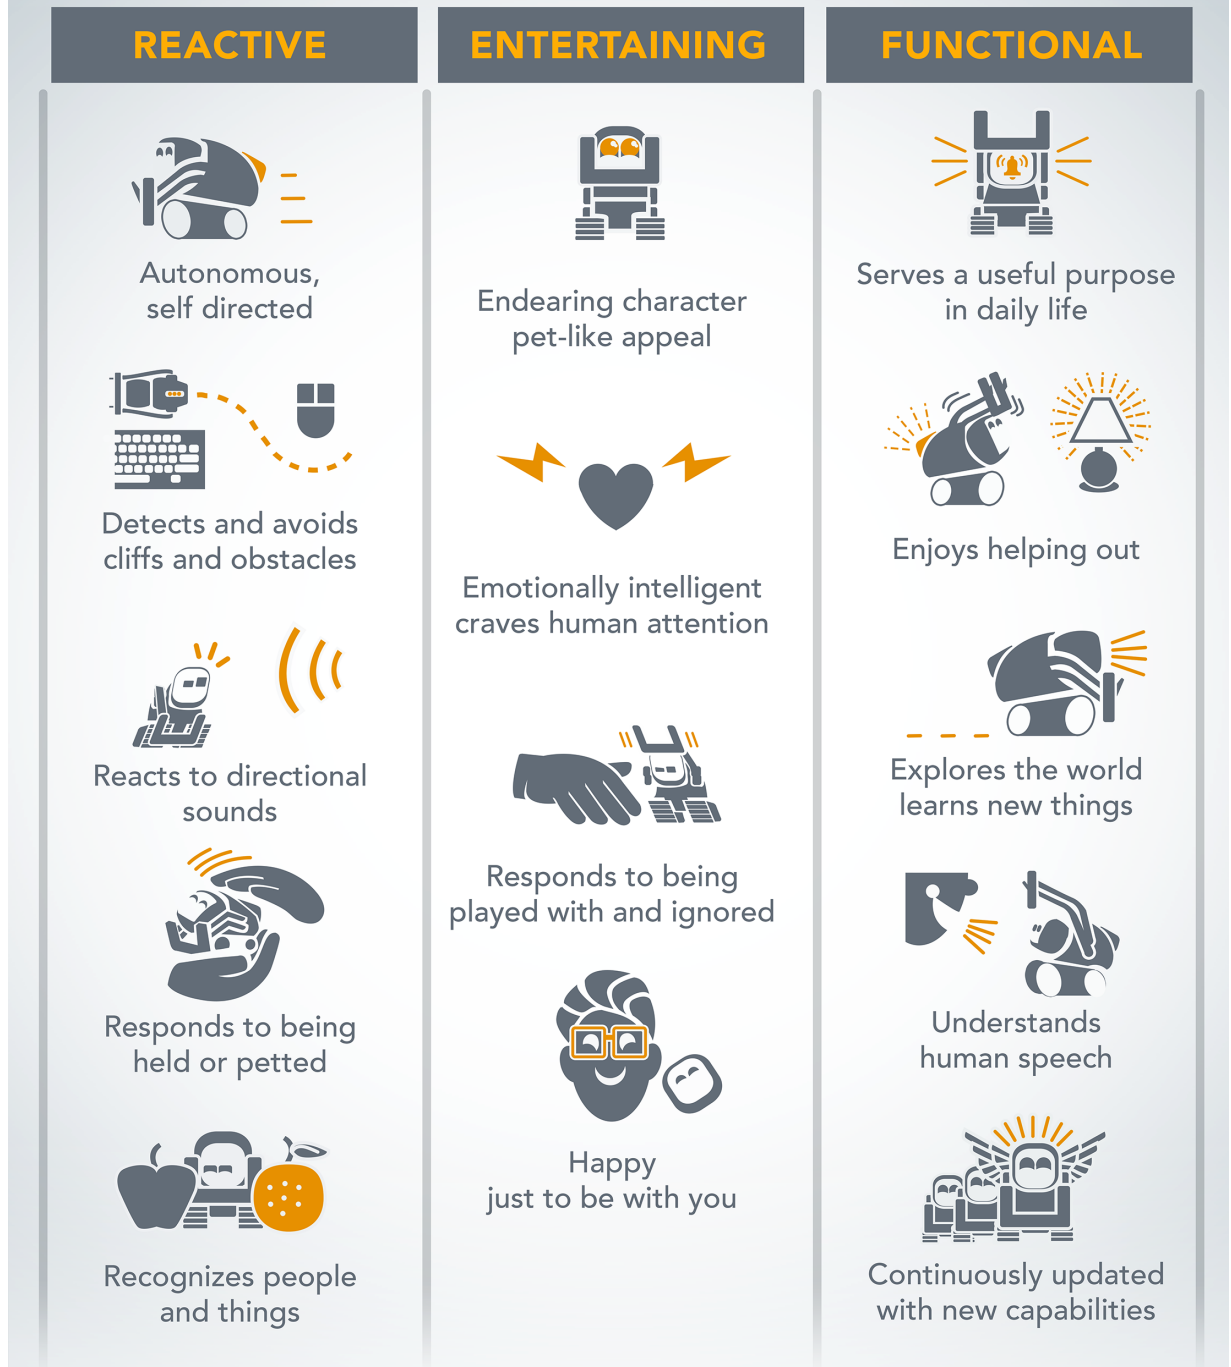 REACTIVE
Autonomous,
self directed
Detects and avoids
cliffs and obstacles
Reacts to directional
sounds
Responds to being
held or petted
Recognizes people
and things
ENTERTAINING
Endearing character
pet-like appeal
Emotionally intelligent
craves human attention
Responds to being
played with and ignored
Happy
just to be with you
FUNCTIONAL
Serves a useful purpose
in daily life
Enjoys helping out
Explores the world
learns new things
Understands
human speech
Continuously updated
with new capabilities